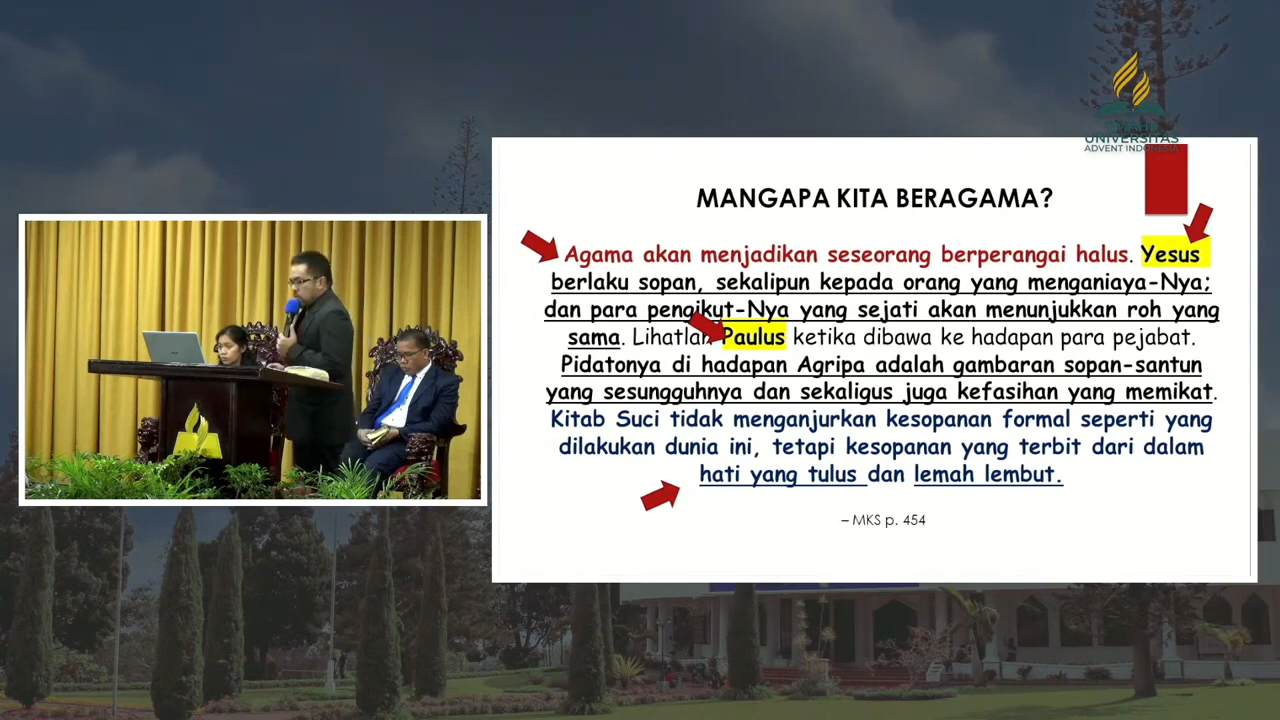 UNIVERSITAS
ADVENT INDONESIA
MANGAPA KITA BERAGAMA?
Agama akan menjadikan seseorang berperangai halus. Yesus
berlaku sopan, sekalipun kepada orang yang menganiaya-Nya;
dan para pengikut-Nya yang sejati akan menunjukkan roh yang
sama. Lihatlah Paulus ketika dibawa ke hadapan para pejabat.
Pidatonya di hadapan Agripa adalah gambaran sopan-santun
yang sesungguhnya dan sekaligus juga kefasihan yang memikat.
Kitab Suci tidak menganjurkan kesopanan formal seperti yang
dilakukan dunia ini, tetapi kesopanan yang terbit dari dalam
hati yang tulus dan lemah lembut.
– MKS p. 454